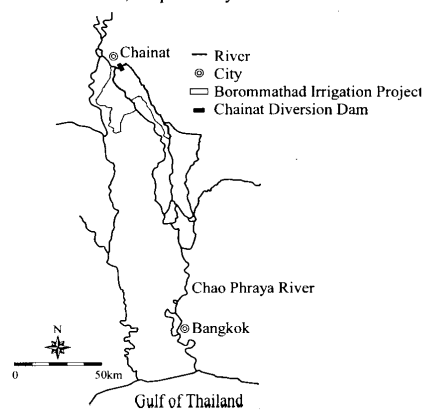 Chainat
River
City
Borommathad Irrigation Project
Chainat Diversion Dam
Chao Phraya River
N
Bangkok
0 50km
Gulf of Thailand